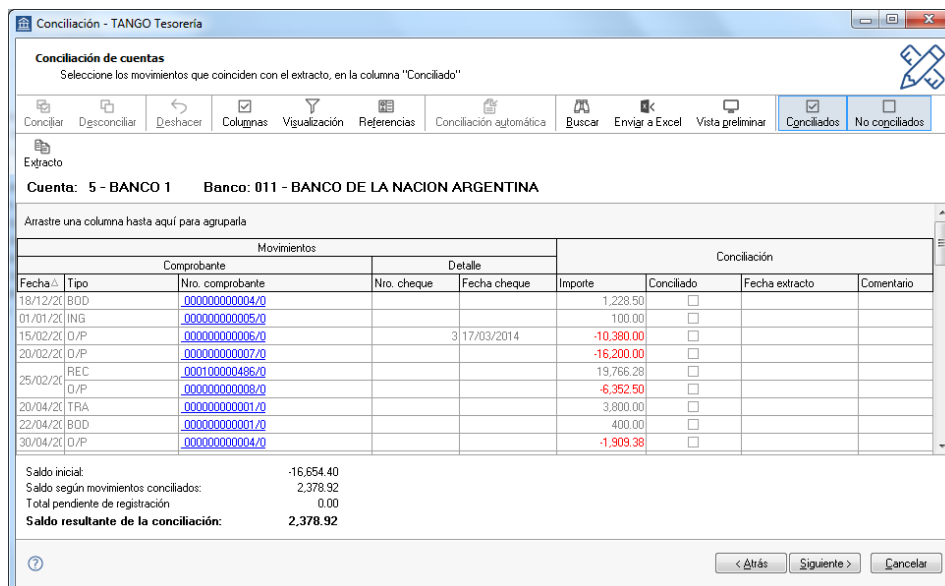 Conciliación - TANGO Tesorería
Conciliación de cuentas
Seleccione los movimientos que coinciden con el extracto, en la columna "Conciliado"
Conciliar Desconciliar Deshacer Columnas Visualización Referencias Conciliación automática Buscar Enviar a Excel Vista preliminar Conciliados No conciliados
Extracto
Cuenta: 5 - BANCO 1 Banco: 011 - BANCO DE LA NACION ARGENTINA
Arrastre una columna hasta aquí para agruparla
Movimientos Conciliación
Comprobante Detalle
Fecha Tipo Nro. comprobante Nro. cheque Fecha cheque Importe Conciliado Fecha extracto Comentario
18/12/20 BOD 000000000004/0 1,228.50
01/01/20 ING 000000000005/0 100.00
15/02/20 O/P 000000000006/0 3 17/03/2014 -10,380.00
20/02/20 O/P 000000000007/0 -16,200.00
25/02/20 REC 000100000486/0 19,766.28
O/P 000000000008/0 -6,352.50
20/04/20 TRA 000000000001/0 3,800.00
22/04/20 BOD 000000000001/0 400.00
30/04/20 O/P 000000000004/0 -1,909.38
Saldo inicial: -16,654.40
Saldo según movimientos conciliados: 2,378.92
Total pendiente de registración 0.00
Saldo resultante de la conciliación: 2,378.92
? < Atrás Siguiente > Cancelar